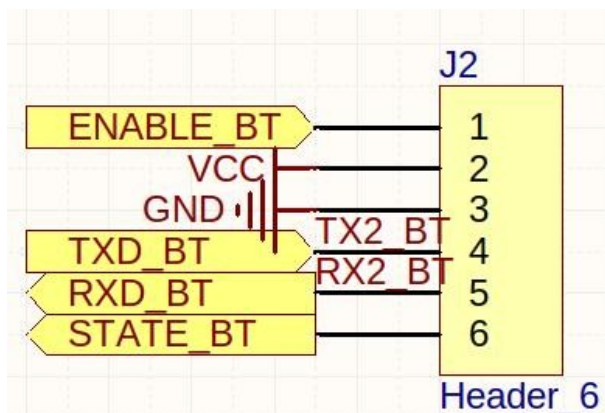 J2
ENABLE_BT 1
VCC 2
GND 3
TX2_BT
TXD_BT 4
RX2_BT
RXD_BT 5
STATE_BT 6
Header 6